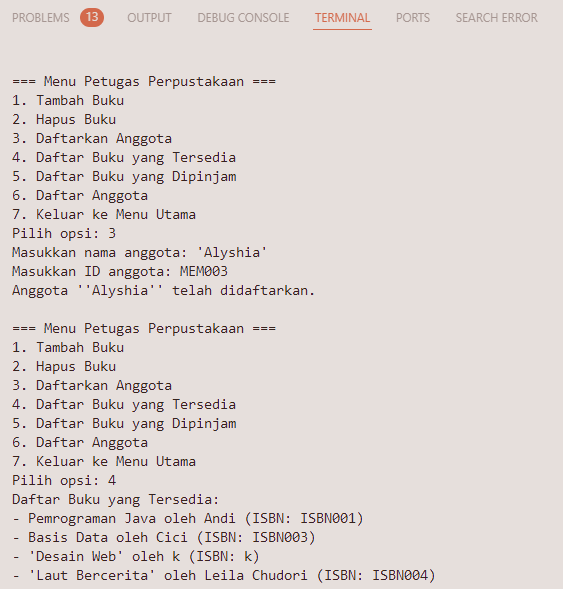 PROBLEMS 13 OUTPUT DEBUG CONSOLE TERMINAL PORTS SEARCH ERROR
=== Menu Petugas Perpustakaan ===
1. Tambah Buku
2. Hapus Buku
3. Daftarkan Anggota
4. Daftar Buku yang Tersedia
5. Daftar Buku yang Dipinjam
6. Daftar Anggota
7. Keluar ke Menu Utama
Pilih opsi: 3
Masukkan nama anggota: 'Alyshia'
Masukkan ID anggota: MEM003
Anggota ''Alyshia'' telah didaftarkan.
=== Menu Petugas Perpustakaan ===
1. Tambah Buku
2. Hapus Buku
3. Daftarkan Anggota
4. Daftar Buku yang Tersedia
5. Daftar Buku yang Dipinjam
6. Daftar Anggota
7. Keluar ke Menu Utama
Pilih opsi: 4
Daftar Buku yang Tersedia:
- Pemrograman Java oleh Andi (ISBN: ISBN001)
- Basis Data oleh Cici (ISBN: ISBN003)
- 'Desain Web' oleh k (ISBN: k)
- 'Laut Bercerita' oleh Leila Chudori (ISBN: ISBN004)